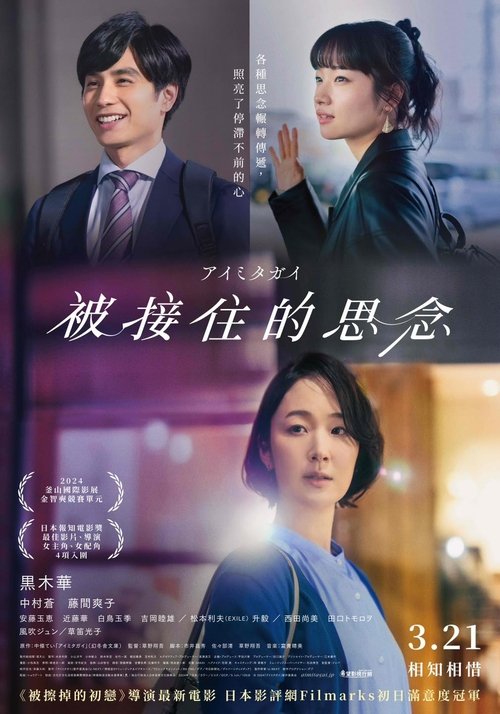 各種思念輾轉傳遞，
照亮了停滯不前的心
アイミタガイ
被接住的思念
2024
釜山國際影展
金智奭競賽單元
日本報知電影獎
最佳影片、導演
女主角、女配角
4項入圍
黒木華
中村蒼　藤間爽子
安藤玉恵　近藤華　白鳥玉季　吉岡睦雄 / 松本利夫(EXILE) 升毅 / 西田尚美　田口トモロヲ
風吹ジュン / 草笛光子
3.21
相知相惜
《被擦掉的初戀》導演最新電影 日本影評網Filmarks初日滿意度冠軍